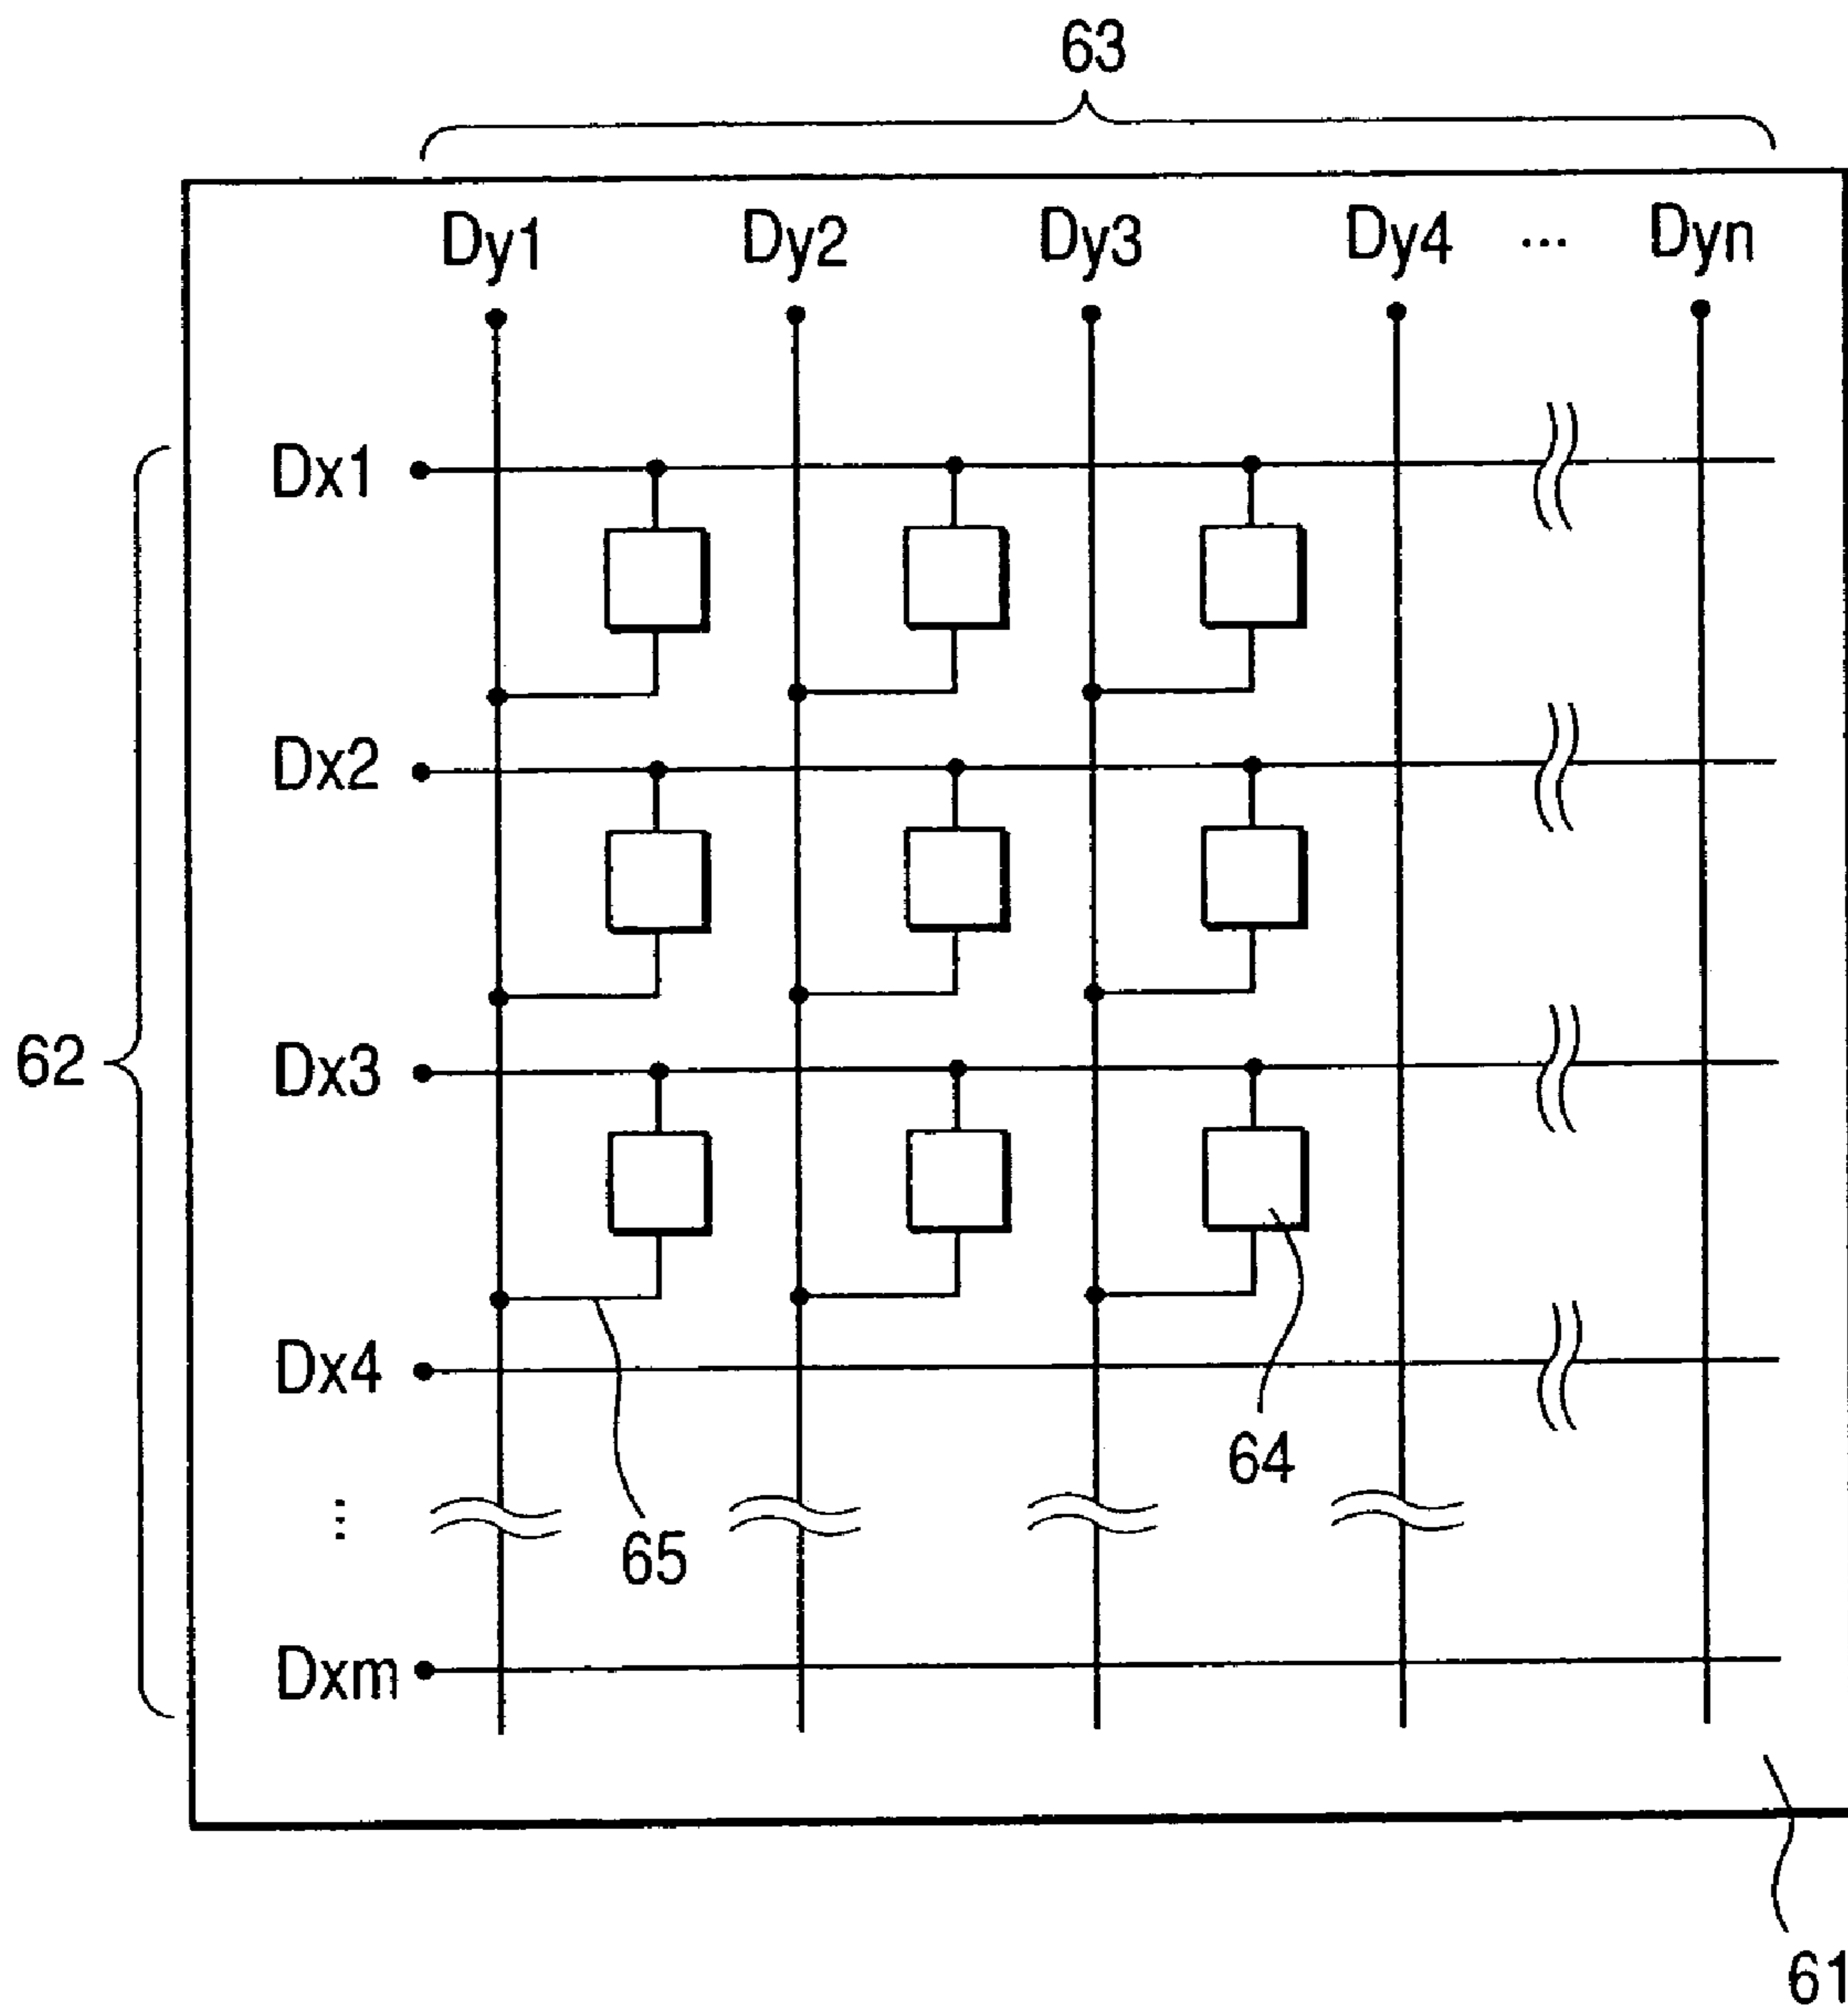 63
Dy1 Dy2 Dy3 Dy4 ... Dyn
Dx1
Dx2
62
Dx3
Dx4
64
⋮
65
Dxm
61